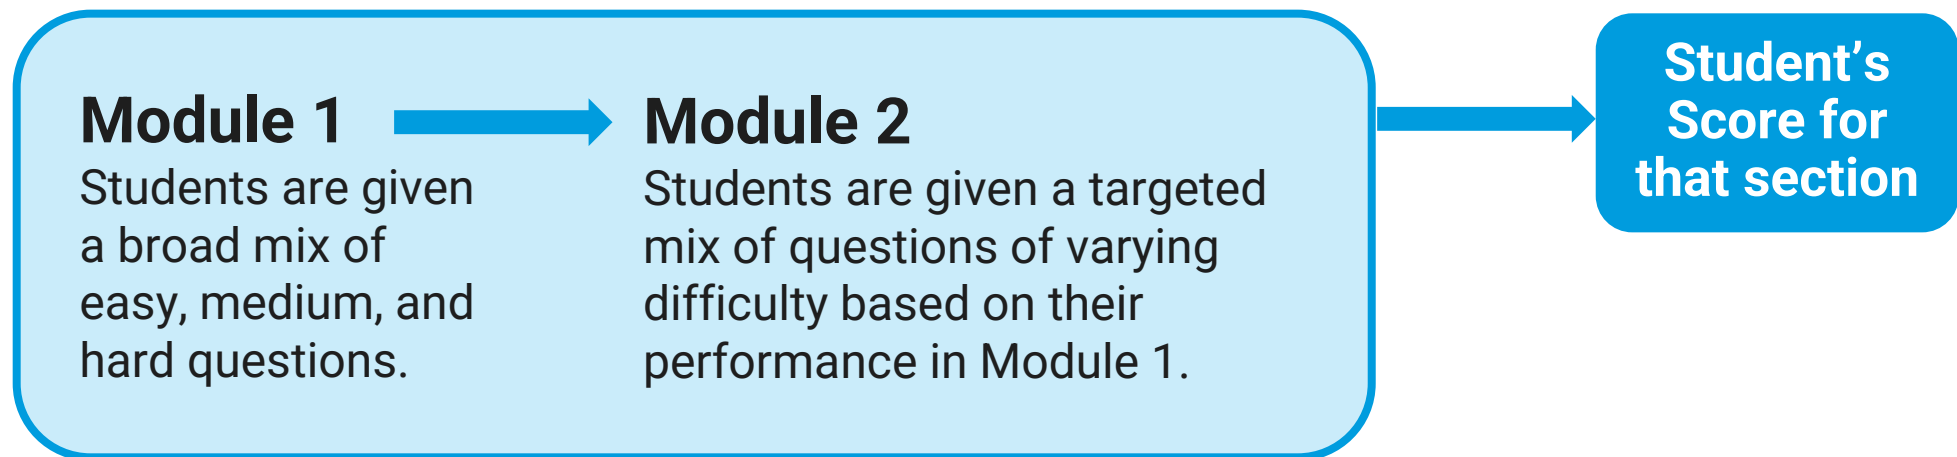 Module 1
Students are given
a broad mix of
easy, medium, and
hard questions.
Module 2
Students are given a targeted
mix of questions of varying
difficulty based on their
performance in Module 1.
Student’s
Score for
that section